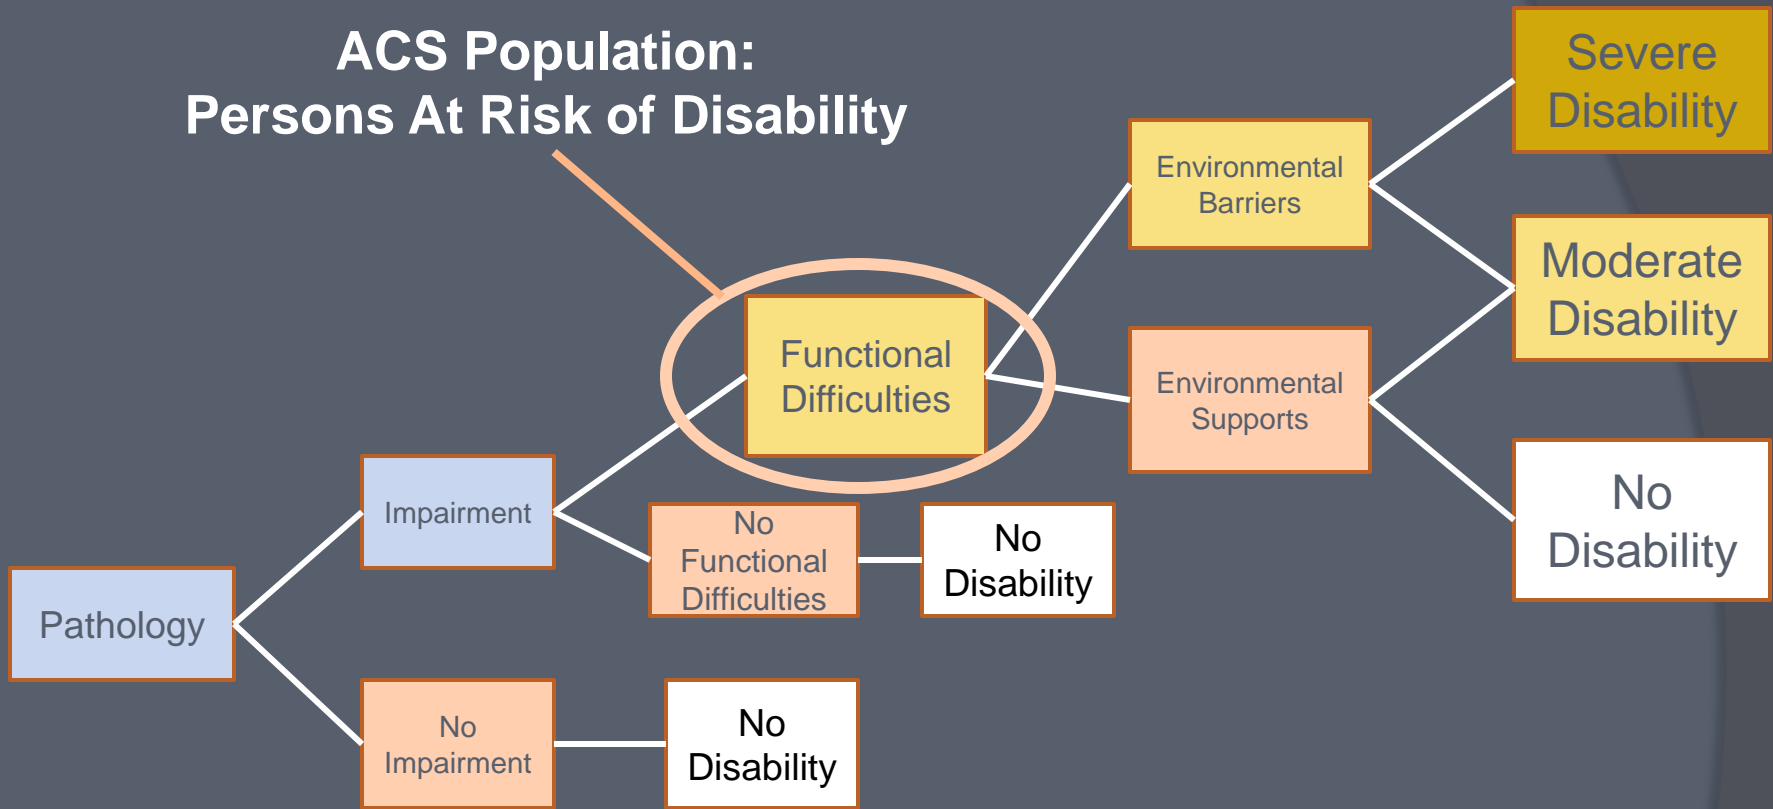 ACS Population:
Persons At Risk of Disability
Pathology
Impairment
No
Impairment
No
Disability
Functional
Difficulties
No
Functional
Difficulties
No
Disability
Environmental
Barriers
Environmental
Supports
Severe
Disability
Moderate
Disability
No
Disability